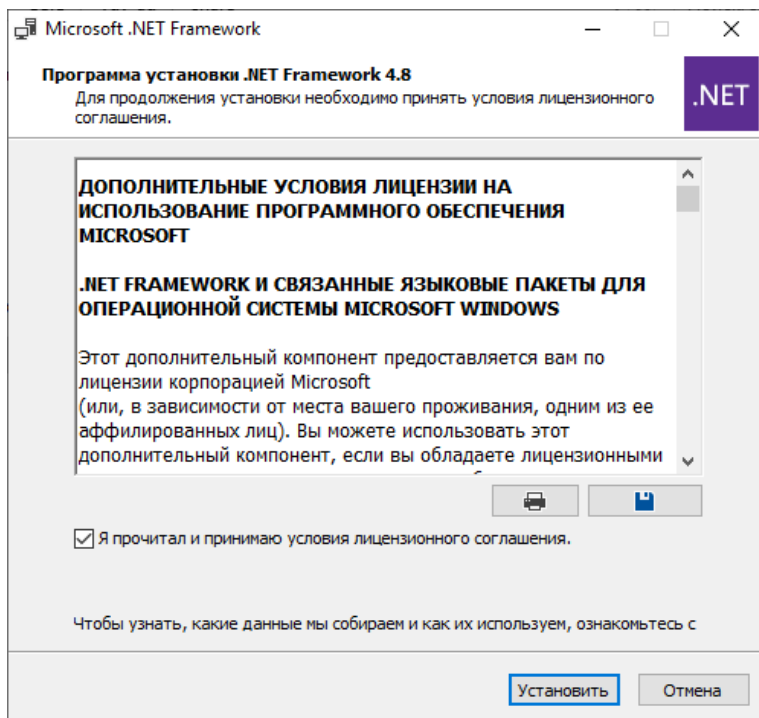 Microsoft .NET Framework
Программа установки .NET Framework 4.8
Для продолжения установки необходимо принять условия лицензионного
соглашения.
.NET
ДОПОЛНИТЕЛЬНЫЕ УСЛОВИЯ ЛИЦЕНЗИИ НА
ИСПОЛЬЗОВАНИЕ ПРОГРАММНОГО ОБЕСПЕЧЕНИЯ
MICROSOFT
.NET FRAMEWORK И СВЯЗАННЫЕ ЯЗЫКОВЫЕ ПАКЕТЫ ДЛЯ
ОПЕРАЦИОННОЙ СИСТЕМЫ MICROSOFT WINDOWS
Этот дополнительный компонент предоставляется вам по
лицензии корпорацией Microsoft
(или, в зависимости от места вашего проживания, одним из ее
аффилированных лиц). Вы можете использовать этот
дополнительный компонент, если вы обладаете лицензионными
Я прочитал и принимаю условия лицензионного соглашения.
Чтобы узнать, какие данные мы собираем и как их используем, ознакомьтесь с
Установить
Отмена